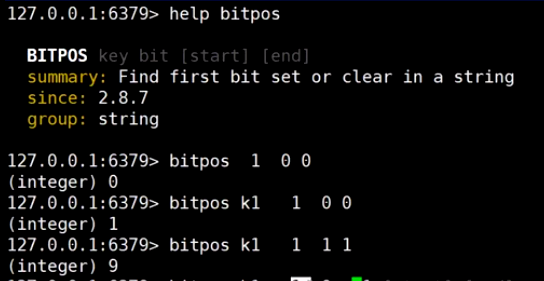 127.0.0.1:6379> help bitpos
BITPOS key bit [start] [end]
summary: Find first bit set or clear in a string
since: 2.8.7
group: string
127.0.0.1:6379> bitpos  1  0 0
(integer) 0
127.0.0.1:6379> bitpos k1   1  0 0
(integer) 1
127.0.0.1:6379> bitpos k1   1  1 1
(integer) 9